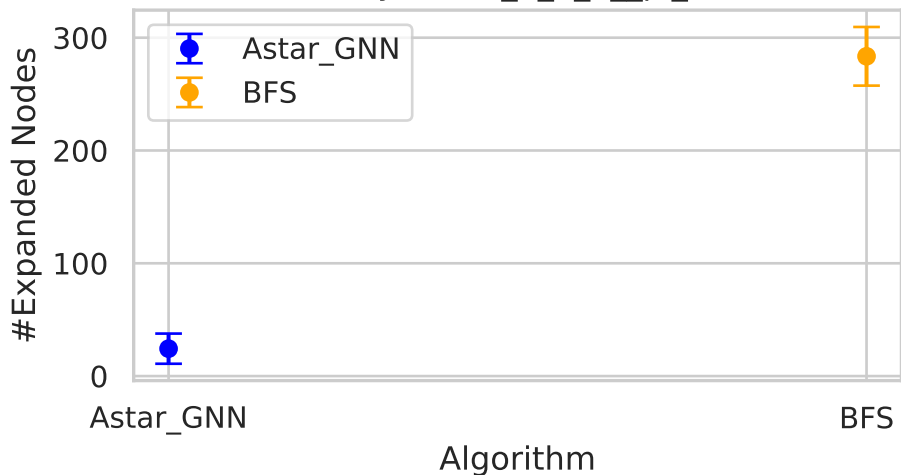 300
200
100
0
#Expanded Nodes
Astar_GNN
BFS
Astar_GNN
BFS
Algorithm